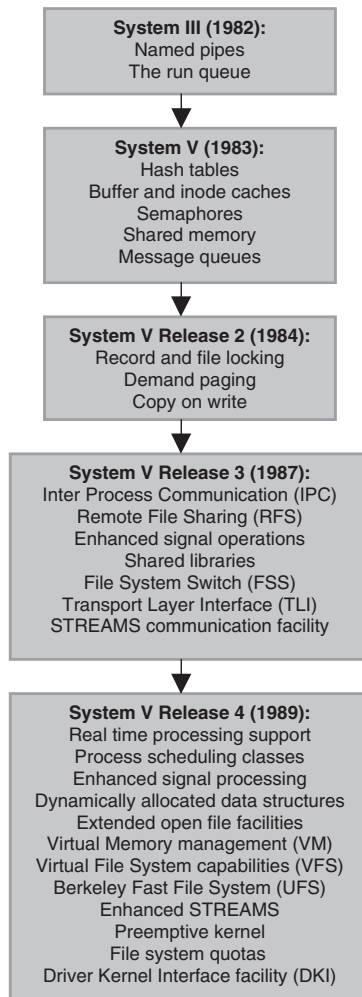 System III (1982):
Named pipes
The run queue
System V (1983):
Hash tables
Buffer and inode caches
Semaphores
Shared memory
Message queues
System V Release 2 (1984):
Record and file locking
Demand paging
Copy on write
System V Release 3 (1987):
Inter Process Communication (IPC)
Remote File Sharing (RFS)
Enhanced signal operations
Shared libraries
File System Switch (FSS)
Transport Layer Interface (TLI)
STREAMS communication facility
System V Release 4 (1989):
Real time processing support
Process scheduling classes
Enhanced signal processing
Dynamically allocated data structures
Extended open file facilities
Virtual Memory management (VM)
Virtual File System capabilities (VFS)
Berkeley Fast File System (UFS)
Enhanced STREAMS
Preemptive kernel
File system quotas
Driver Kernel Interface facility (DKI)